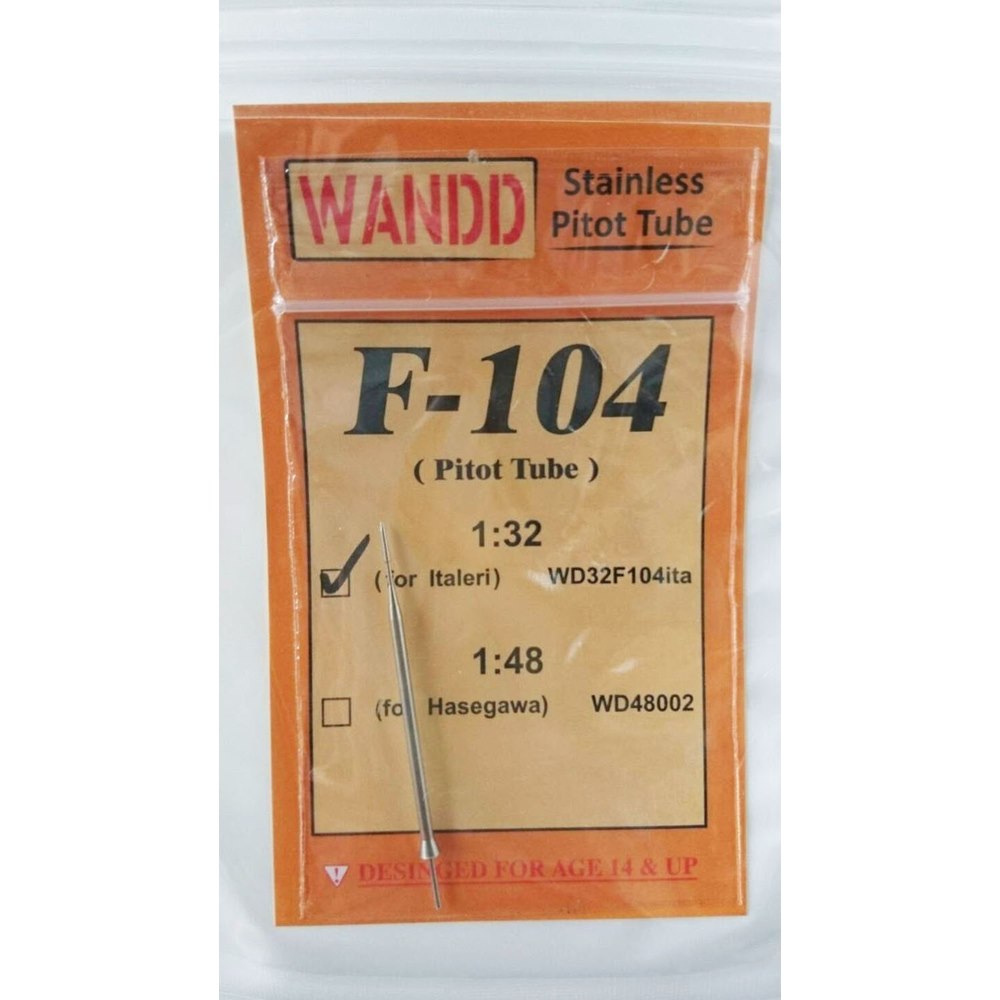 WANDD
Stainless
Pitot Tube
F-104
( Pitot Tube )
1:32
(for Italeri) WD32F104ita
1:48
(for Hasegawa) WD48002
DESINGED FOR AGE 14 & UP